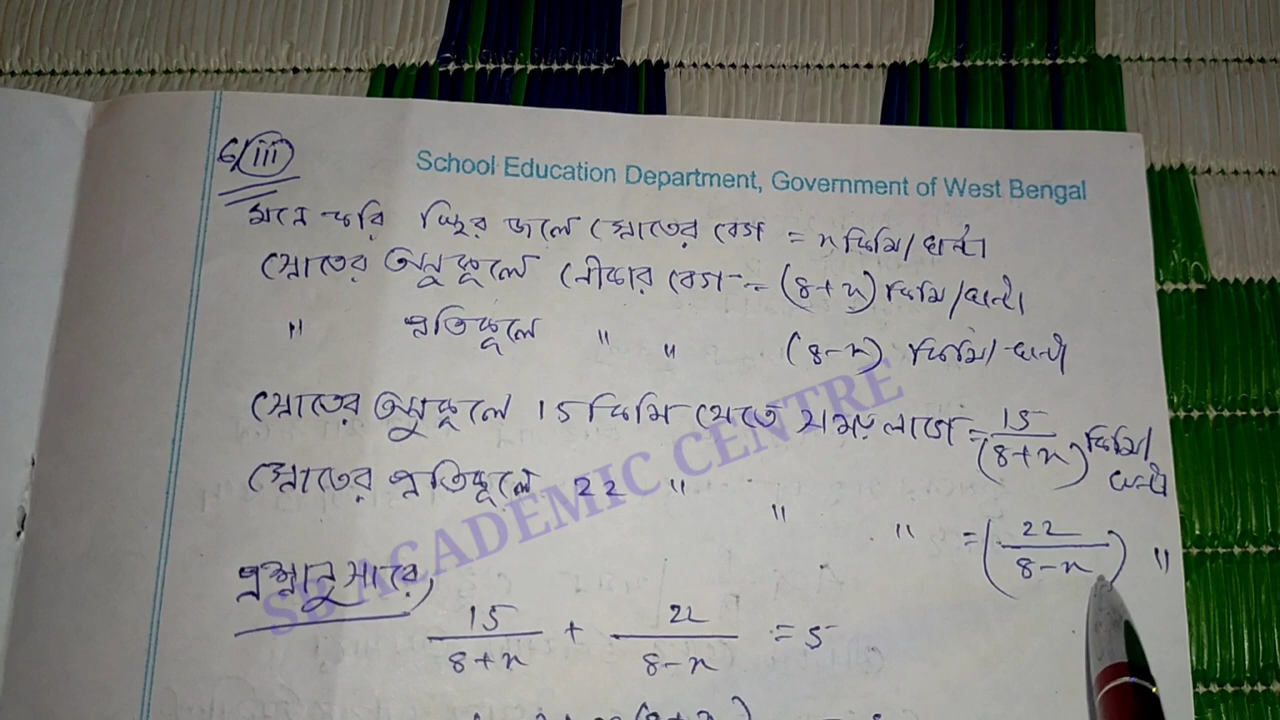 6(iii)
School Education Department, Government of West Bengal
মনে করি স্থির জলে স্রোতের বেগ = x কিমি/ঘন্টা
স্রোতের অনুকূলে নৌকার বেগ = (8+x) কিমি/ঘন্টা
" প্রতিকূলে " " (8-x) কিমি/ঘন্টা
স্রোতের অনুকূলে 15 কিমি যেতে সময় লাগে = 15/(8+x) কিমি/ঘন্টা
স্রোতের প্রতিকূলে 22 " " " = (22/8-x) "
প্রশ্নানুসারে,
15/8+x + 22/8-x = 5
SB ACADEMIC CENTRE